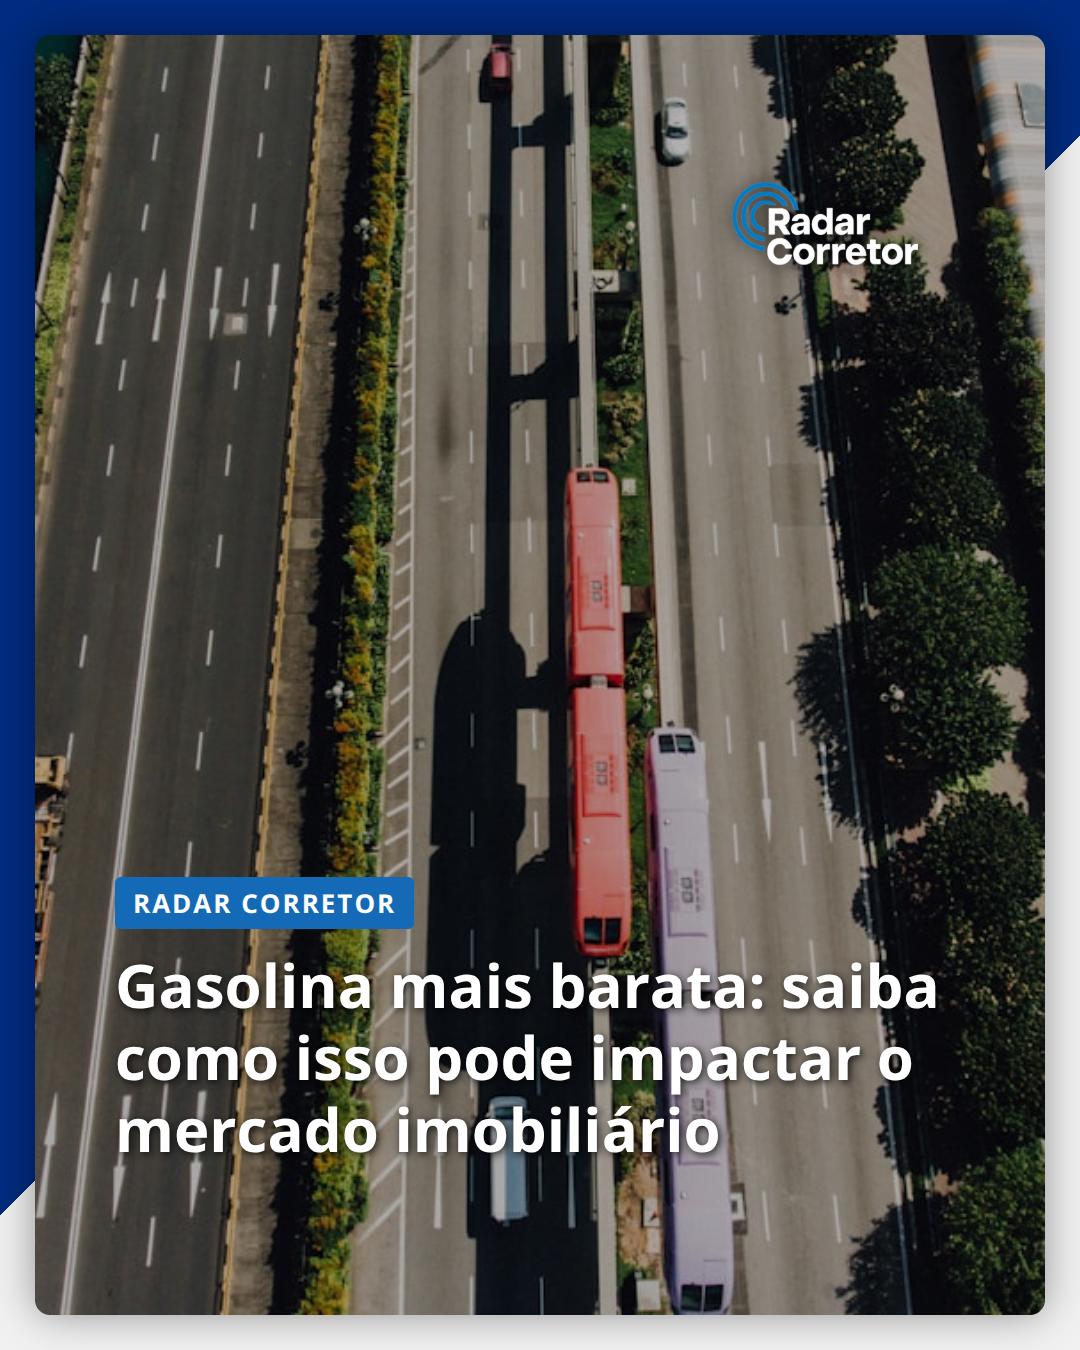 Radar
Corretor
RADAR CORRETOR
Gasolina mais barata: saiba
como isso pode impactar o
mercado imobiliário